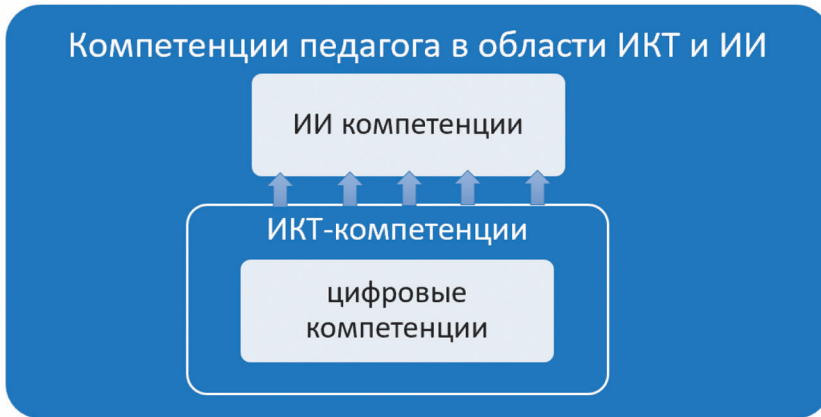 Компетенции педагога в области ИКТ и ИИ
ИИ компетенции
ИКТ-компетенции
цифровые
компетенции